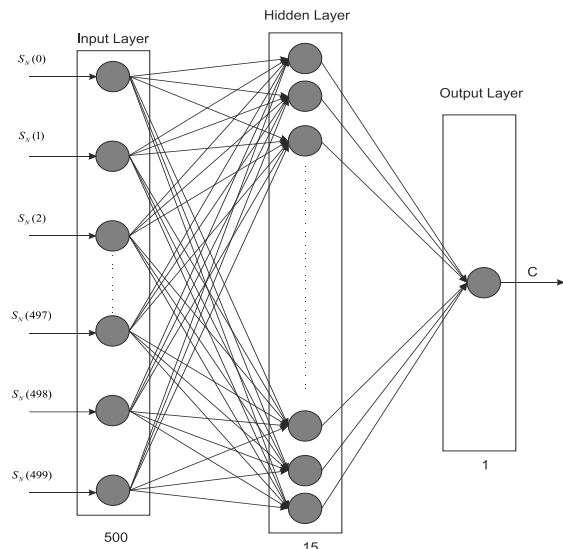 Hidden Layer
Input Layer
Output Layer
S_N(0)
S_N(1)
S_N(2)
S_N(497)
S_N(498)
S_N(499)
C
500
15
1